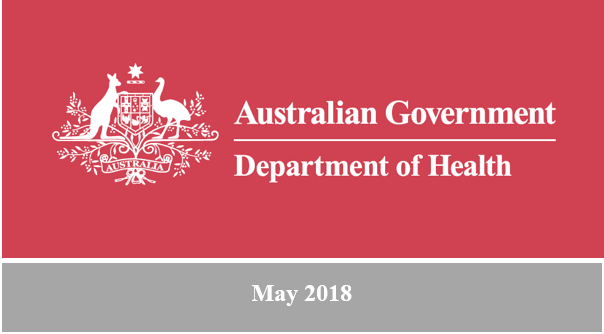 Australian Government
Department of Health
AUSTRALIA
May 2018